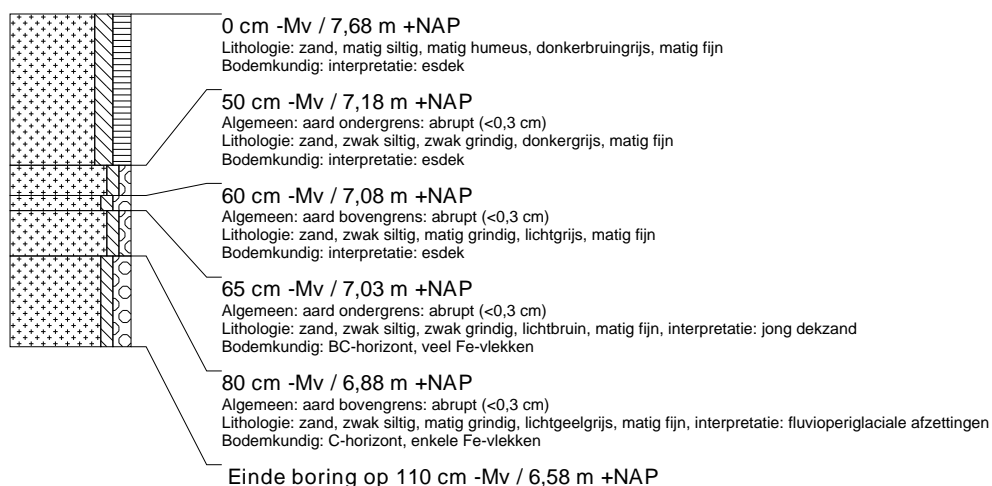 0 cm -Mv / 7,68 m +NAP
Lithologie: zand, matig siltig, matig humeus, donkerbruingrijs, matig fijn
Bodemkundig: interpretatie: esdek
50 cm -Mv / 7,18 m +NAP
Algemeen: aard ondergrens: abrupt (<0,3 cm)
Lithologie: zand, zwak siltig, zwak grindig, donkergrijs, matig fijn
Bodemkundig: interpretatie: esdek
60 cm -Mv / 7,08 m +NAP
Algemeen: aard bovengrens: abrupt (<0,3 cm)
Lithologie: zand, zwak siltig, matig grindig, lichtgrijs, matig fijn
Bodemkundig: interpretatie: esdek
65 cm -Mv / 7,03 m +NAP
Algemeen: aard ondergrens: abrupt (<0,3 cm)
Lithologie: zand, zwak siltig, zwak grindig, lichtbruin, matig fijn, interpretatie: jong dekzand
Bodemkundig: BC-horizont, veel Fe-vlekken
80 cm -Mv / 6,88 m +NAP
Algemeen: aard bovengrens: abrupt (<0,3 cm)
Lithologie: zand, zwak siltig, matig grindig, lichtgeelgrijs, matig fijn, interpretatie: fluvioperiglaciale afzettingen
Bodemkundig: C-horizont, enkele Fe-vlekken
Einde boring op 110 cm -Mv / 6,58 m +NAP